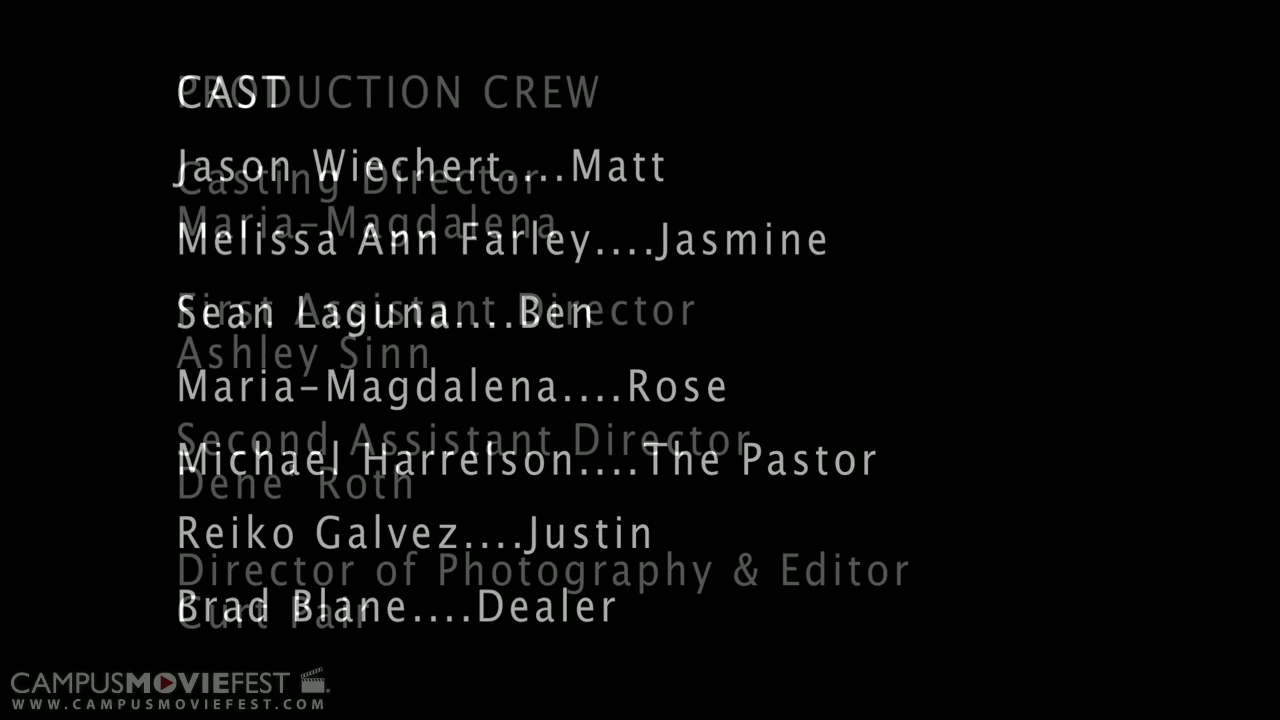 CAST
PRODUCTION CREW
Jason Wiechert....Matt
Casting Director
Maria-Magdalena
Melissa Ann Farley....Jasmine
First Assistant Director
Sean Laguna....Ben
Ashley Sinn
Maria-Magdalena....Rose
Second Assistant Director
Michael Harrelson....The Pastor
Dene' Roth
Reiko Galvez....Justin
Director of Photography & Editor
Brad Blane....Dealer
Curt Pair
CAMPUSMOVIEFEST
WWW.CAMPUSMOVIEFEST.COM